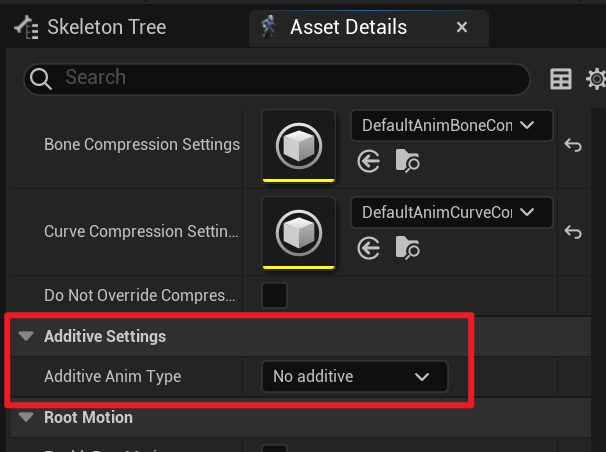 Skeleton Tree
Asset Details
Search
Bone Compression Settings
DefaultAnimBoneCon
Curve Compression Settin...
DefaultAnimCurveCo
Do Not Override Compres...
Additive Settings
Additive Anim Type
No additive
Root Motion